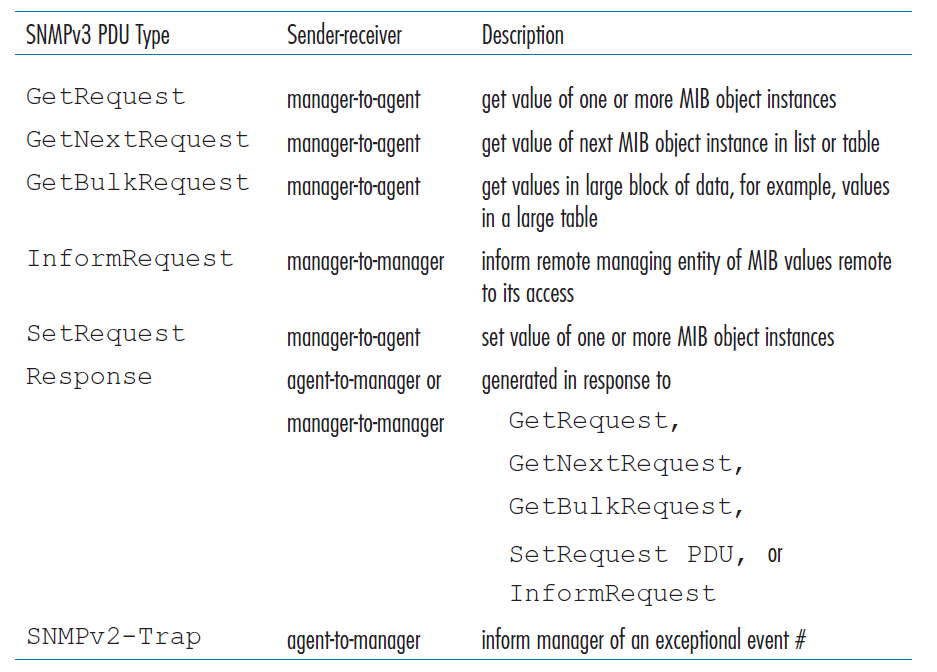 SNMPv3 PDU Type Sender-receiver Description
GetRequest manager-to-agent get value of one or more MIB object instances
GetNextRequest manager-to-agent get value of next MIB object instance in list or table
GetBulkRequest manager-to-agent get values in large block of data, for example, values
in a large table
InformRequest manager-to-manager inform remote managing entity of MIB values remote
to its access
SetRequest manager-to-agent set value of one or more MIB object instances
Response agent-to-manager or generated in response to
manager-to-manager GetRequest,
GetNextRequest,
GetBulkRequest,
SetRequest PDU, or
InformRequest
SNMPv2-Trap agent-to-manager inform manager of an exceptional event #